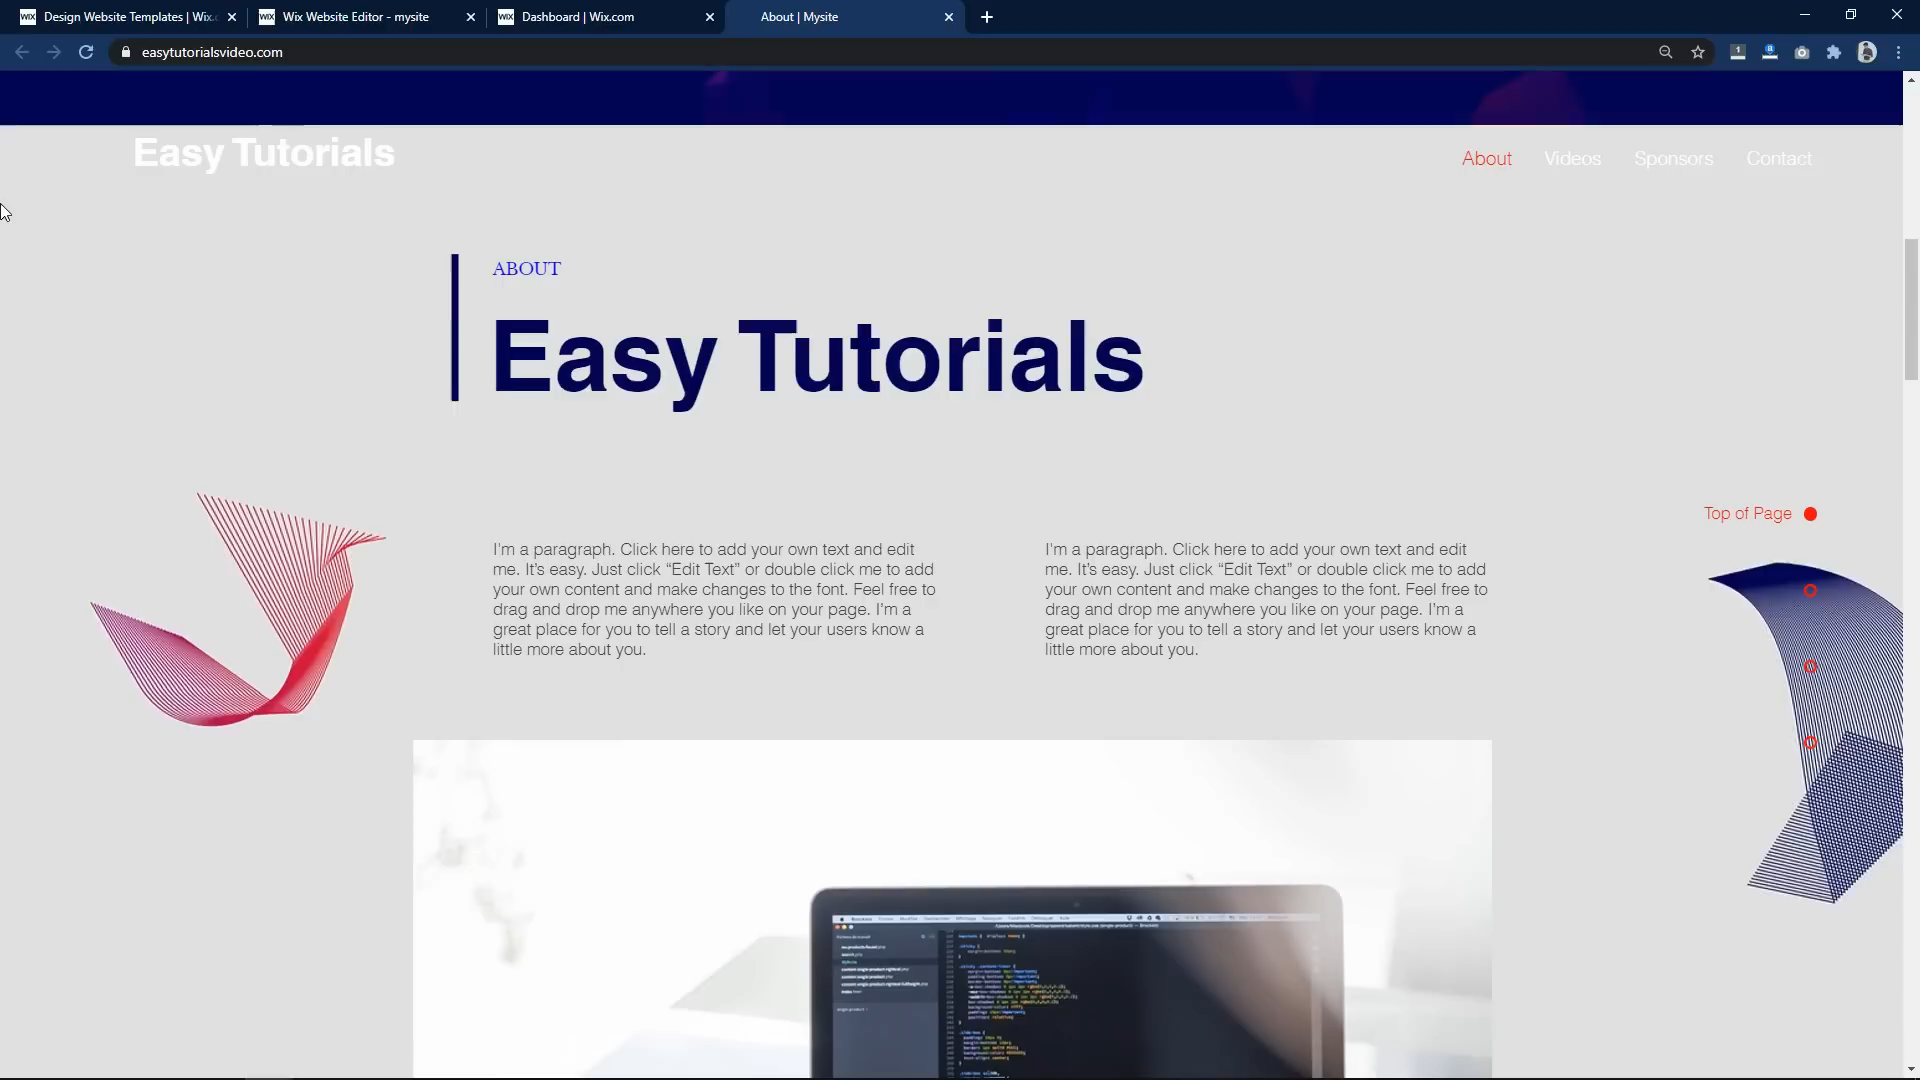 Design Website Templates | Wix.c
Wix Website Editor - mysite
Dashboard | Wix.com
About | Mysite
easytutorialsvideo.com
Easy Tutorials
About
Videos
Sponsors
Contact
ABOUT
Easy Tutorials
Top of Page
I'm a paragraph. Click here to add your own text and edit
me. It’s easy. Just click “Edit Text” or double click me to add
your own content and make changes to the font. Feel free to
drag and drop me anywhere you like on your page. I’m a
great place for you to tell a story and let your users know a
little more about you.
I'm a paragraph. Click here to add your own text and edit
me. It’s easy. Just click “Edit Text” or double click me to add
your own content and make changes to the font. Feel free to
drag and drop me anywhere you like on your page. I’m a
great place for you to tell a story and let your users know a
little more about you.